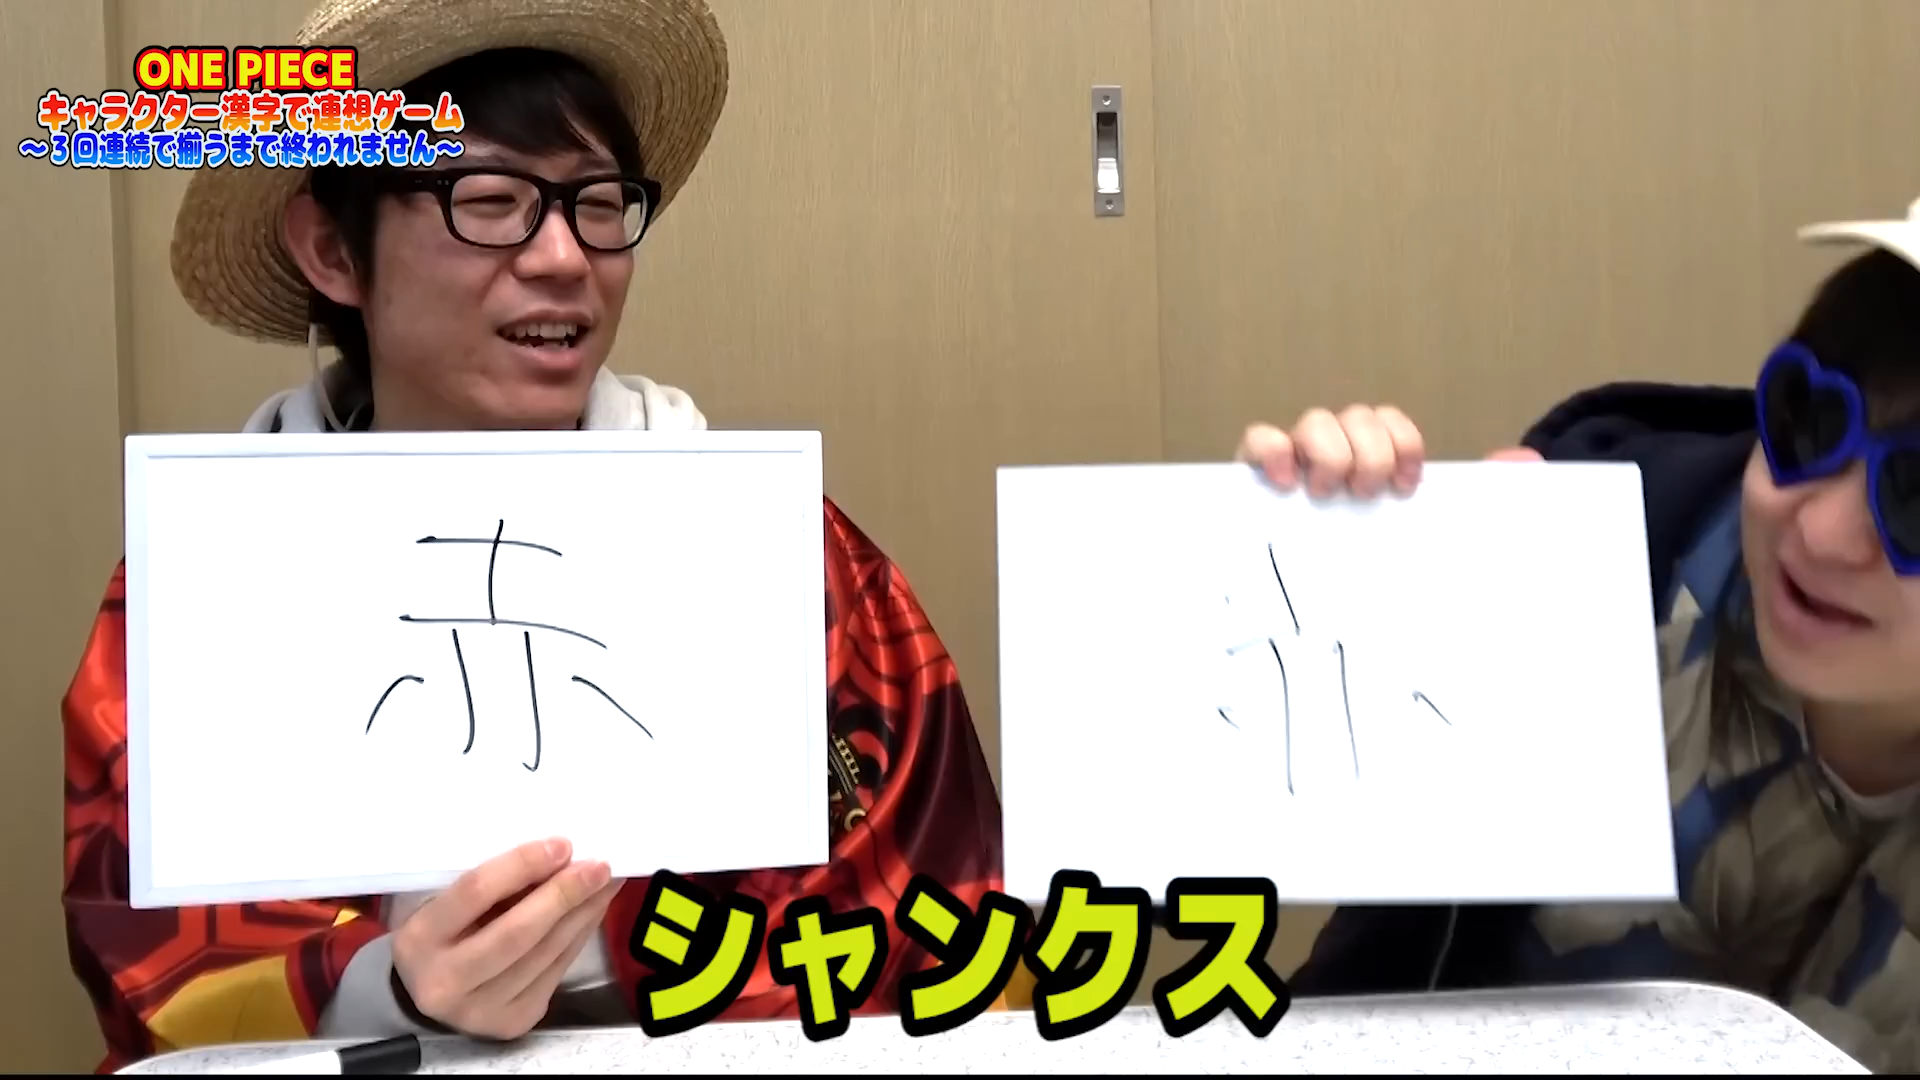 ONE PIECE
キャラクター漢字で連想ゲーム
～3回連続で揃うまで終われません～
赤
シャンクス